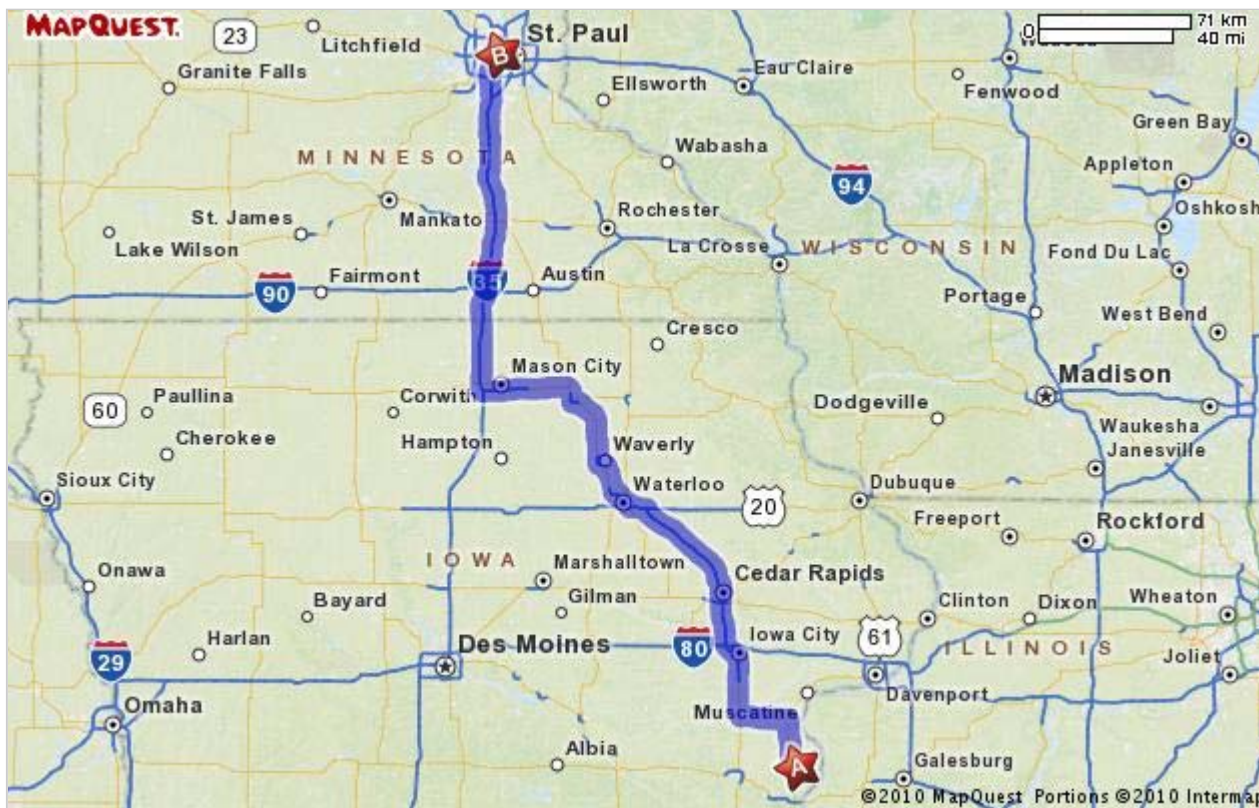 MAPQUEST.
23
Litchfield
St. Paul
B
0
71 km
40 mi
Granite Falls
Ellsworth
Eau Claire
Fenwood
Green Bay
MINNESOTA
Wabasha
94
Appleton
St. James
Mankato
Rochester
Oshkosh
Lake Wilson
La Crosse
WISCONSIN
Fond Du Lac
90
Fairmont
35
Austin
Portage
West Bend
Cresco
Mason City
Madison
60
Paullina
Corwith
Dodgeville
Cherokee
Hampton
Waukesha
Waverly
Janesville
Sioux City
Waterloo
20
Dubuque
Freeport
Rockford
IOWA
Marshalltown
Onawa
Cedar Rapids
Bayard
Gilman
Clinton
Dixon
Wheaton
Harlan
Des Moines
80
Iowa City
61
ILLINOIS
29
Joliet
Omaha
Muscatine
Davenport
Albia
A
Galesburg
©2010 MapQuest Portions ©2010 Intermap